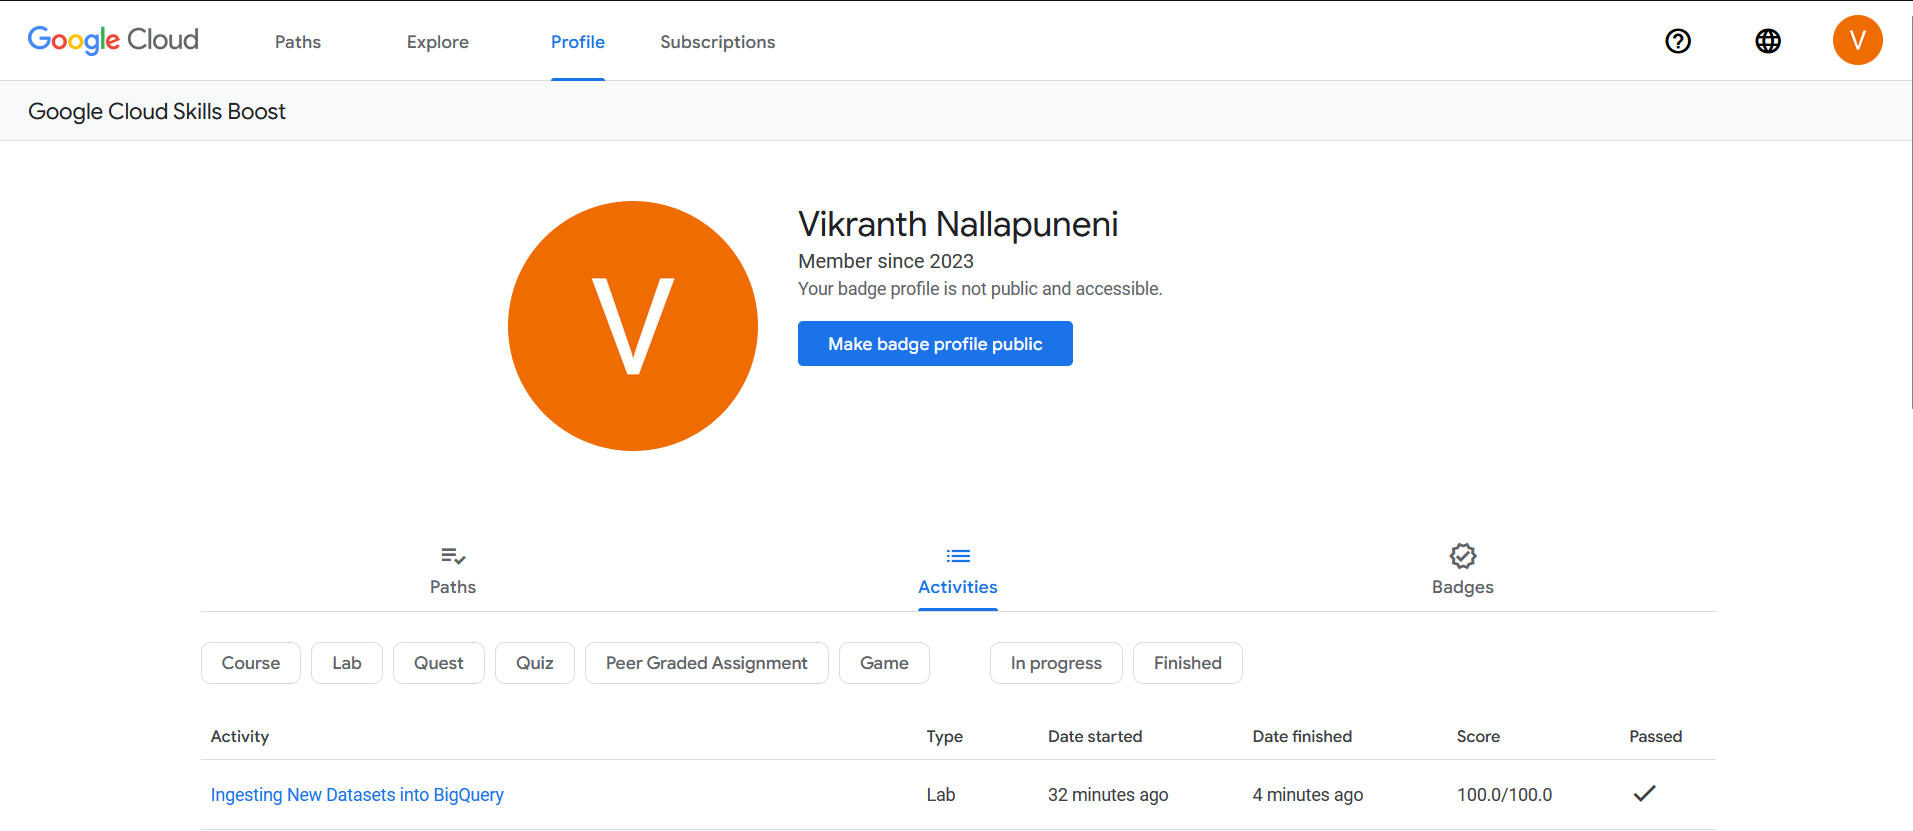 Google Cloud Paths Explore Profile Subscriptions V
Google Cloud Skills Boost
V
Vikranth Nallapuneni
Member since 2023
Your badge profile is not public and accessible.
Make badge profile public
Paths Activities Badges
Course Lab Quest Quiz Peer Graded Assignment Game In progress Finished
Activity Type Date started Date finished Score Passed
Ingesting New Datasets into BigQuery Lab 32 minutes ago 4 minutes ago 100.0/100.0